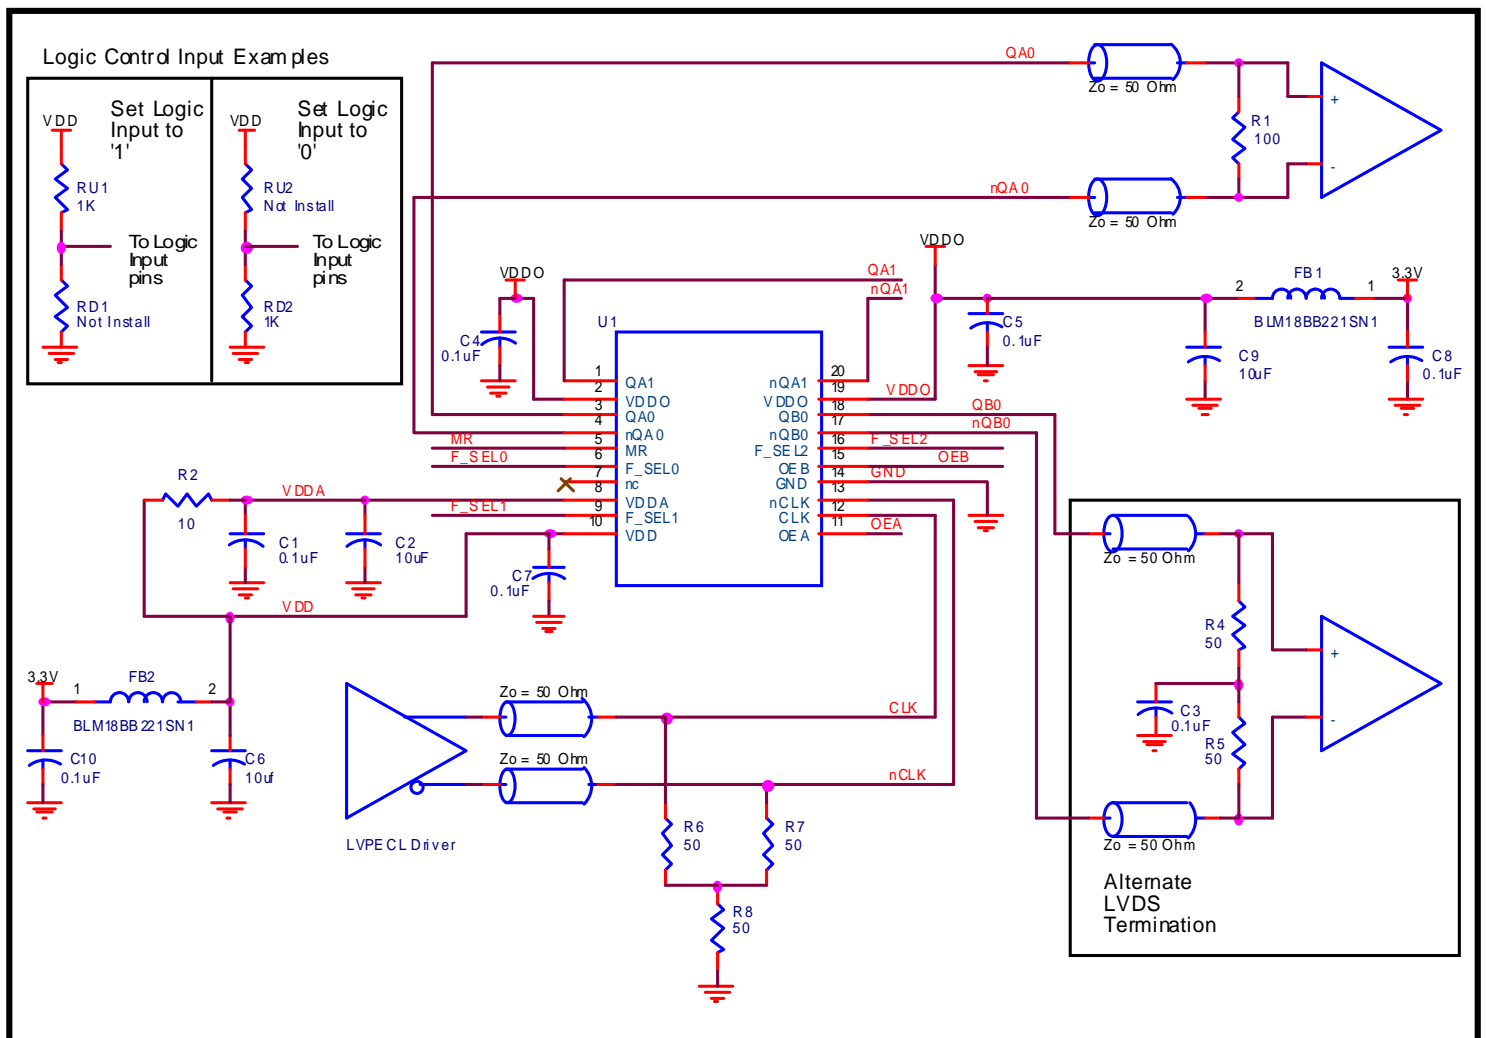 Logic Control Input Examples
VDD
Set Logic
Input to
'1'
RU1
1K
To Logic
Input
pins
RD1
Not Install
VDD
Set Logic
Input to
'0'
RU2
Not Install
To Logic
Input
pins
RD2
1K
QA0
Zo = 50 Ohm
R1
100
+
-
nQA0
Zo = 50 Ohm
VDDO
C4
0.1uF
QA1
nQA1
VDDO
C5
0.1uF
2
FB1
1
BLM18BB221SN1
3.3V
C9
10uF
C8
0.1uF
U1
1
QA1
2
VDDO
3
QA0
4
nQA0
MR
5
MR
F_SEL0
6
F_SEL0
7
nc
8
VDDA
F_SEL1
9
F_SEL1
10
VDD
20
nQA1
19
VDDO
VDDO
18
QB0
QB0
17
nQB0
nQB0
16
F_SEL2
F_SEL2
15
OEB
OEB
14
GND
GND
13
nCLK
12
CLK
11
OEA
OEA
R2
10
VDDA
C1
0.1uF
C2
10uF
C7
0.1uF
VDD
3.3V
1
FB2
2
BLM18BB221SN1
C10
0.1uF
C6
10uf
Zo = 50 Ohm
CLK
Zo = 50 Ohm
nCLK
LVPECL Driver
R6
50
R7
50
R8
50
Zo = 50 Ohm
R4
50
+
-
C3
0.1uF
R5
50
Zo = 50 Ohm
Alternate
LVDS
Termination